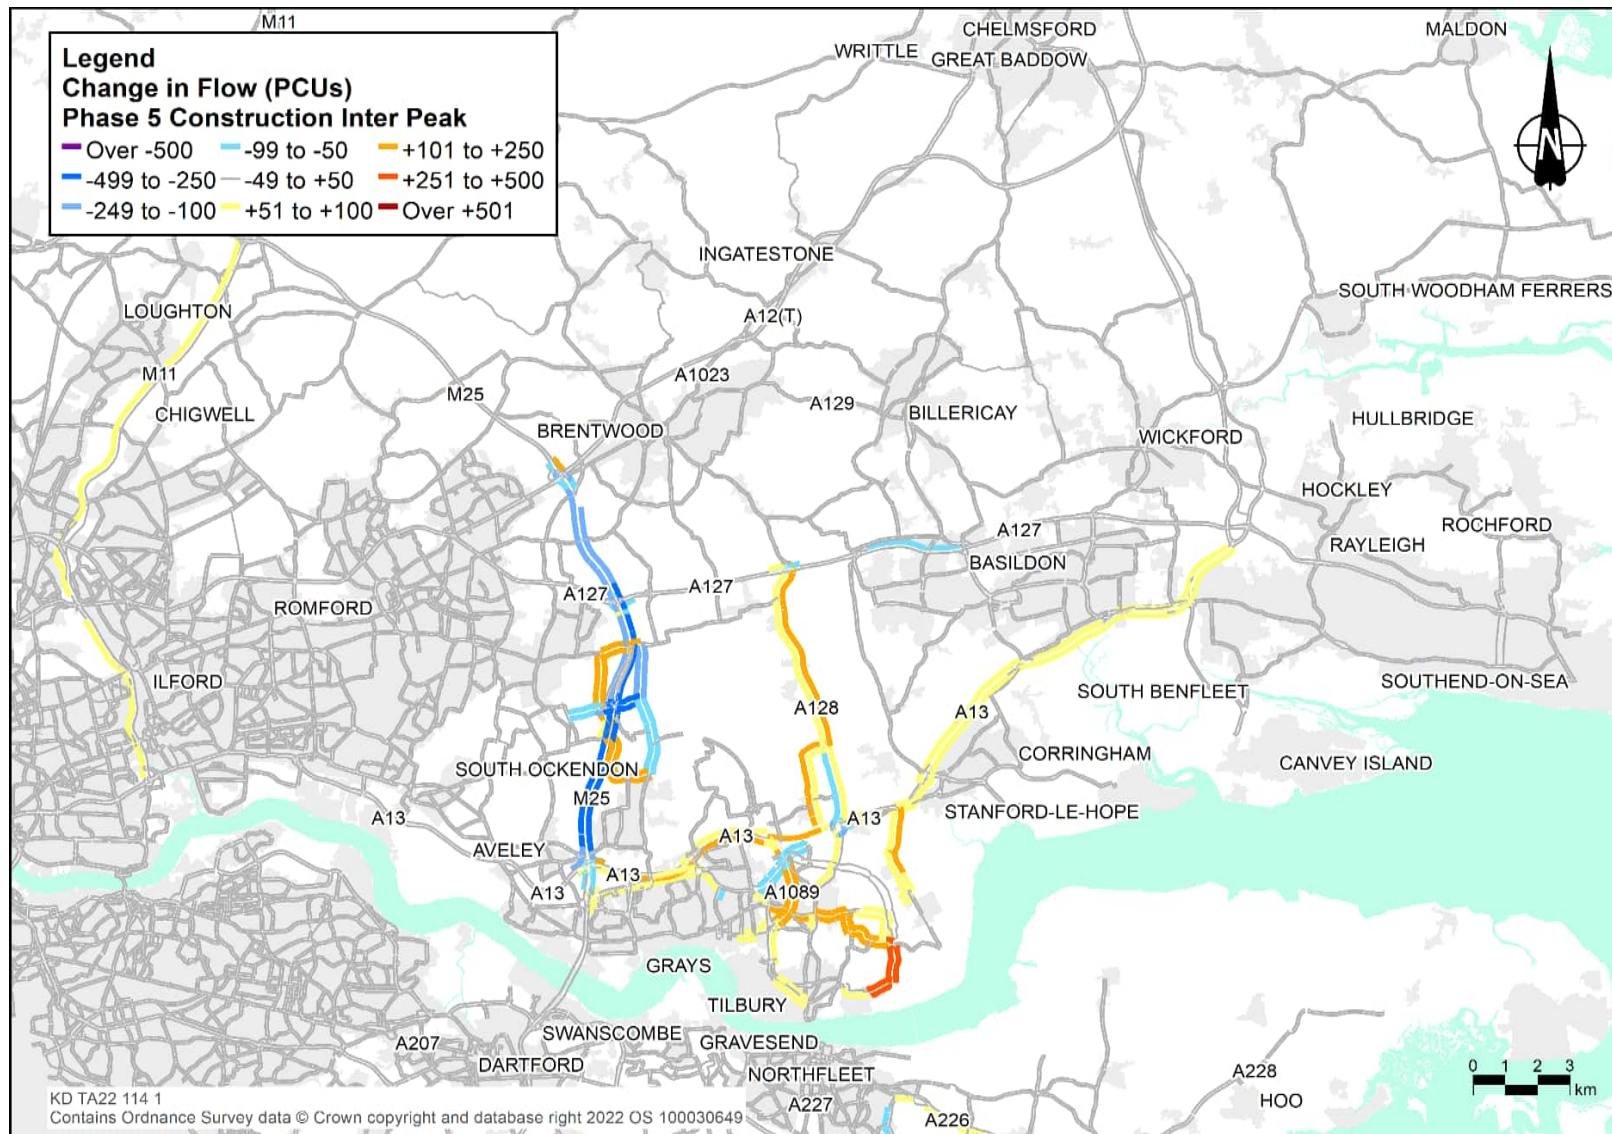 M11
CHELMSFORD
MALDON
WRITTLE
GREAT BADDOW
Legend
Change in Flow (PCUs)
Phase 5 Construction Inter Peak
Over -500
-99 to -50
+101 to +250
-499 to -250
-49 to +50
+251 to +500
-249 to -100
+51 to +100
Over +501
N
INGATESTONE
SOUTH WOODHAM FERRERS
LOUGHTON
A12(T)
M11
A1023
M25
A129
CHIGWELL
BILLERICAY
HULLBRIDGE
BRENTWOOD
WICKFORD
HOCKLEY
ROCHFORD
A127
RAYLEIGH
BASILDON
A127
A127
ROMFORD
ILFORD
SOUTHEND-ON-SEA
SOUTH BENFLEET
A128
A13
CORRINGHAM
CANVEY ISLAND
SOUTH OCKENDON
M25
STANFORD-LE-HOPE
A13
A13
A13
AVELEY
A13
A13
A1089
GRAYS
TILBURY
SWANSCOMBE
A207
GRAVESEND
DARTFORD
NORTHFLEET
A228
HOO
A227
A226
0 1 2 3
km
KD TA22 114 1
Contains Ordnance Survey data © Crown copyright and database right 2022 OS 100030649